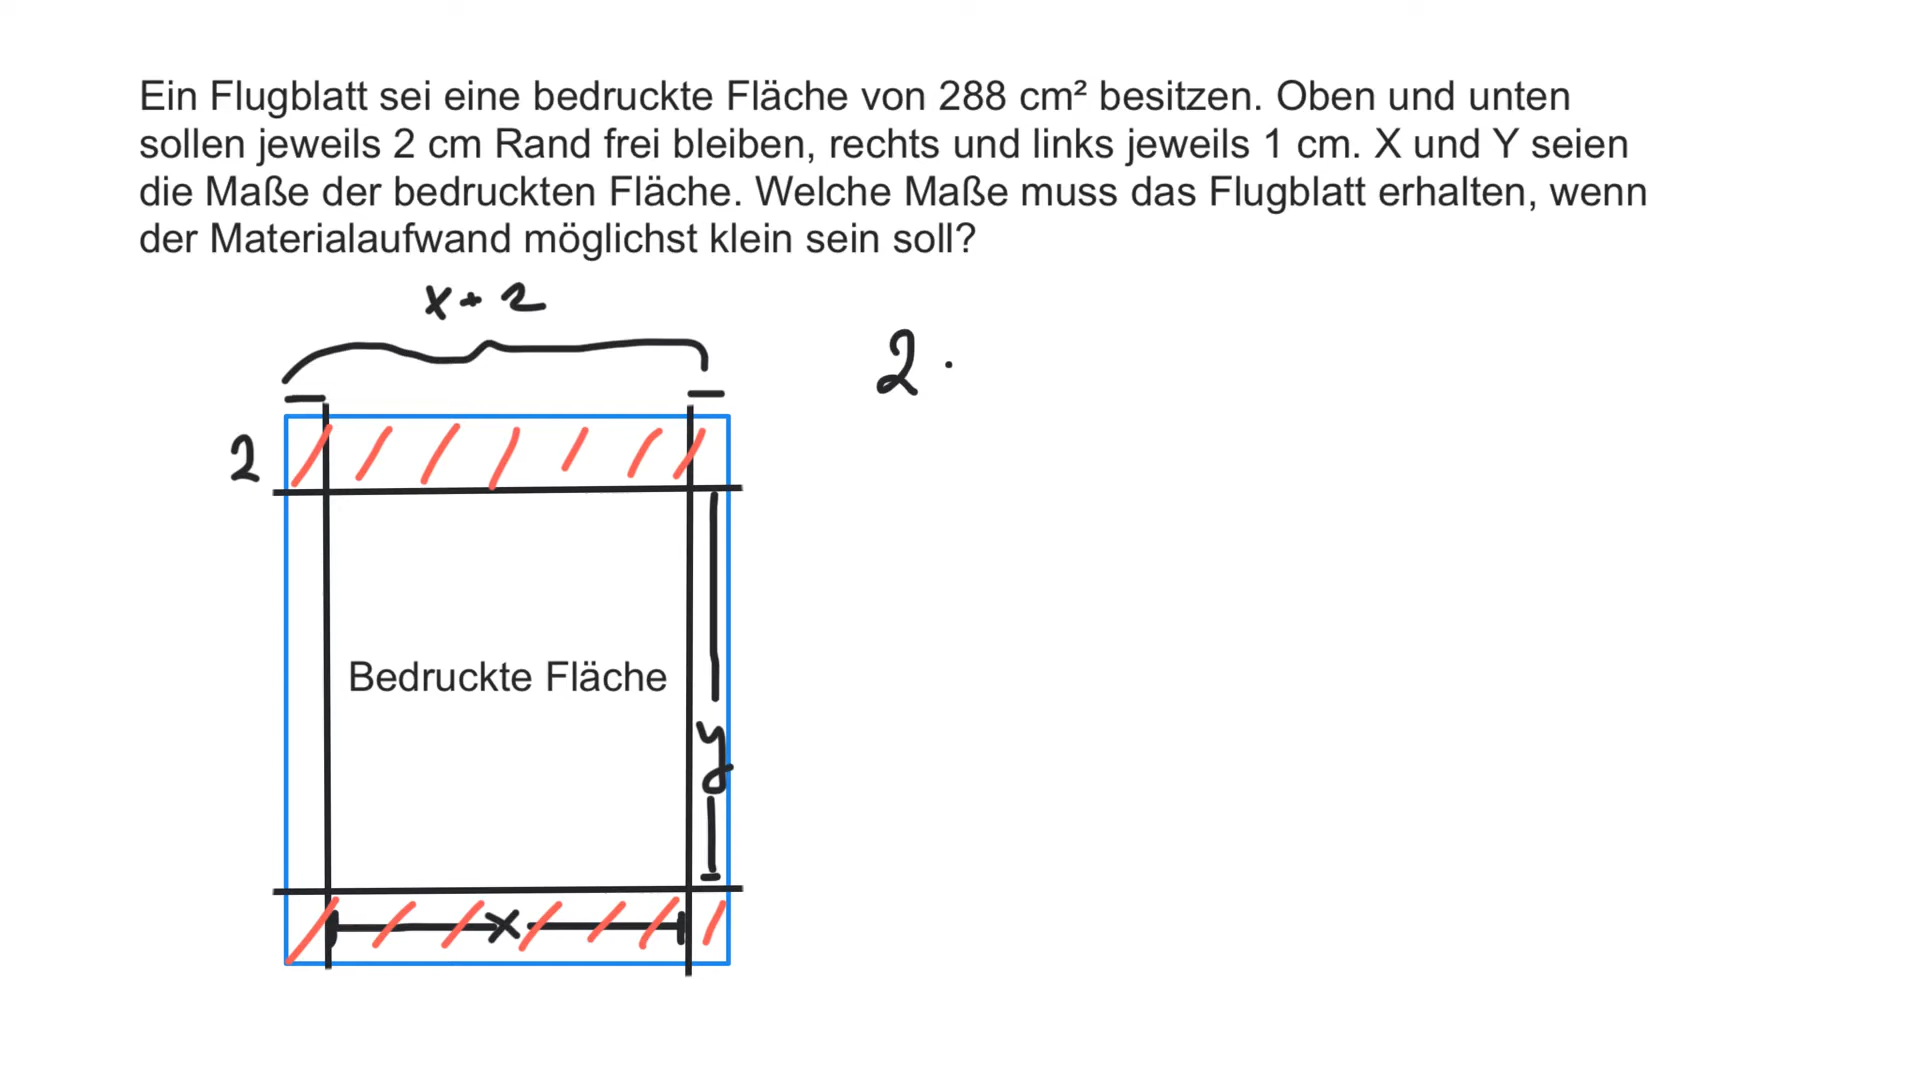 Ein Flugblatt sei eine bedruckte Fläche von 288 cm² besitzen. Oben und unten
sollen jeweils 2 cm Rand frei bleiben, rechts und links jeweils 1 cm. X und Y seien
die Maße der bedruckten Fläche. Welche Maße muss das Flugblatt erhalten, wenn
der Materialaufwand möglichst klein sein soll?
x + 2
2 ·
2
Bedruckte Fläche
y
x